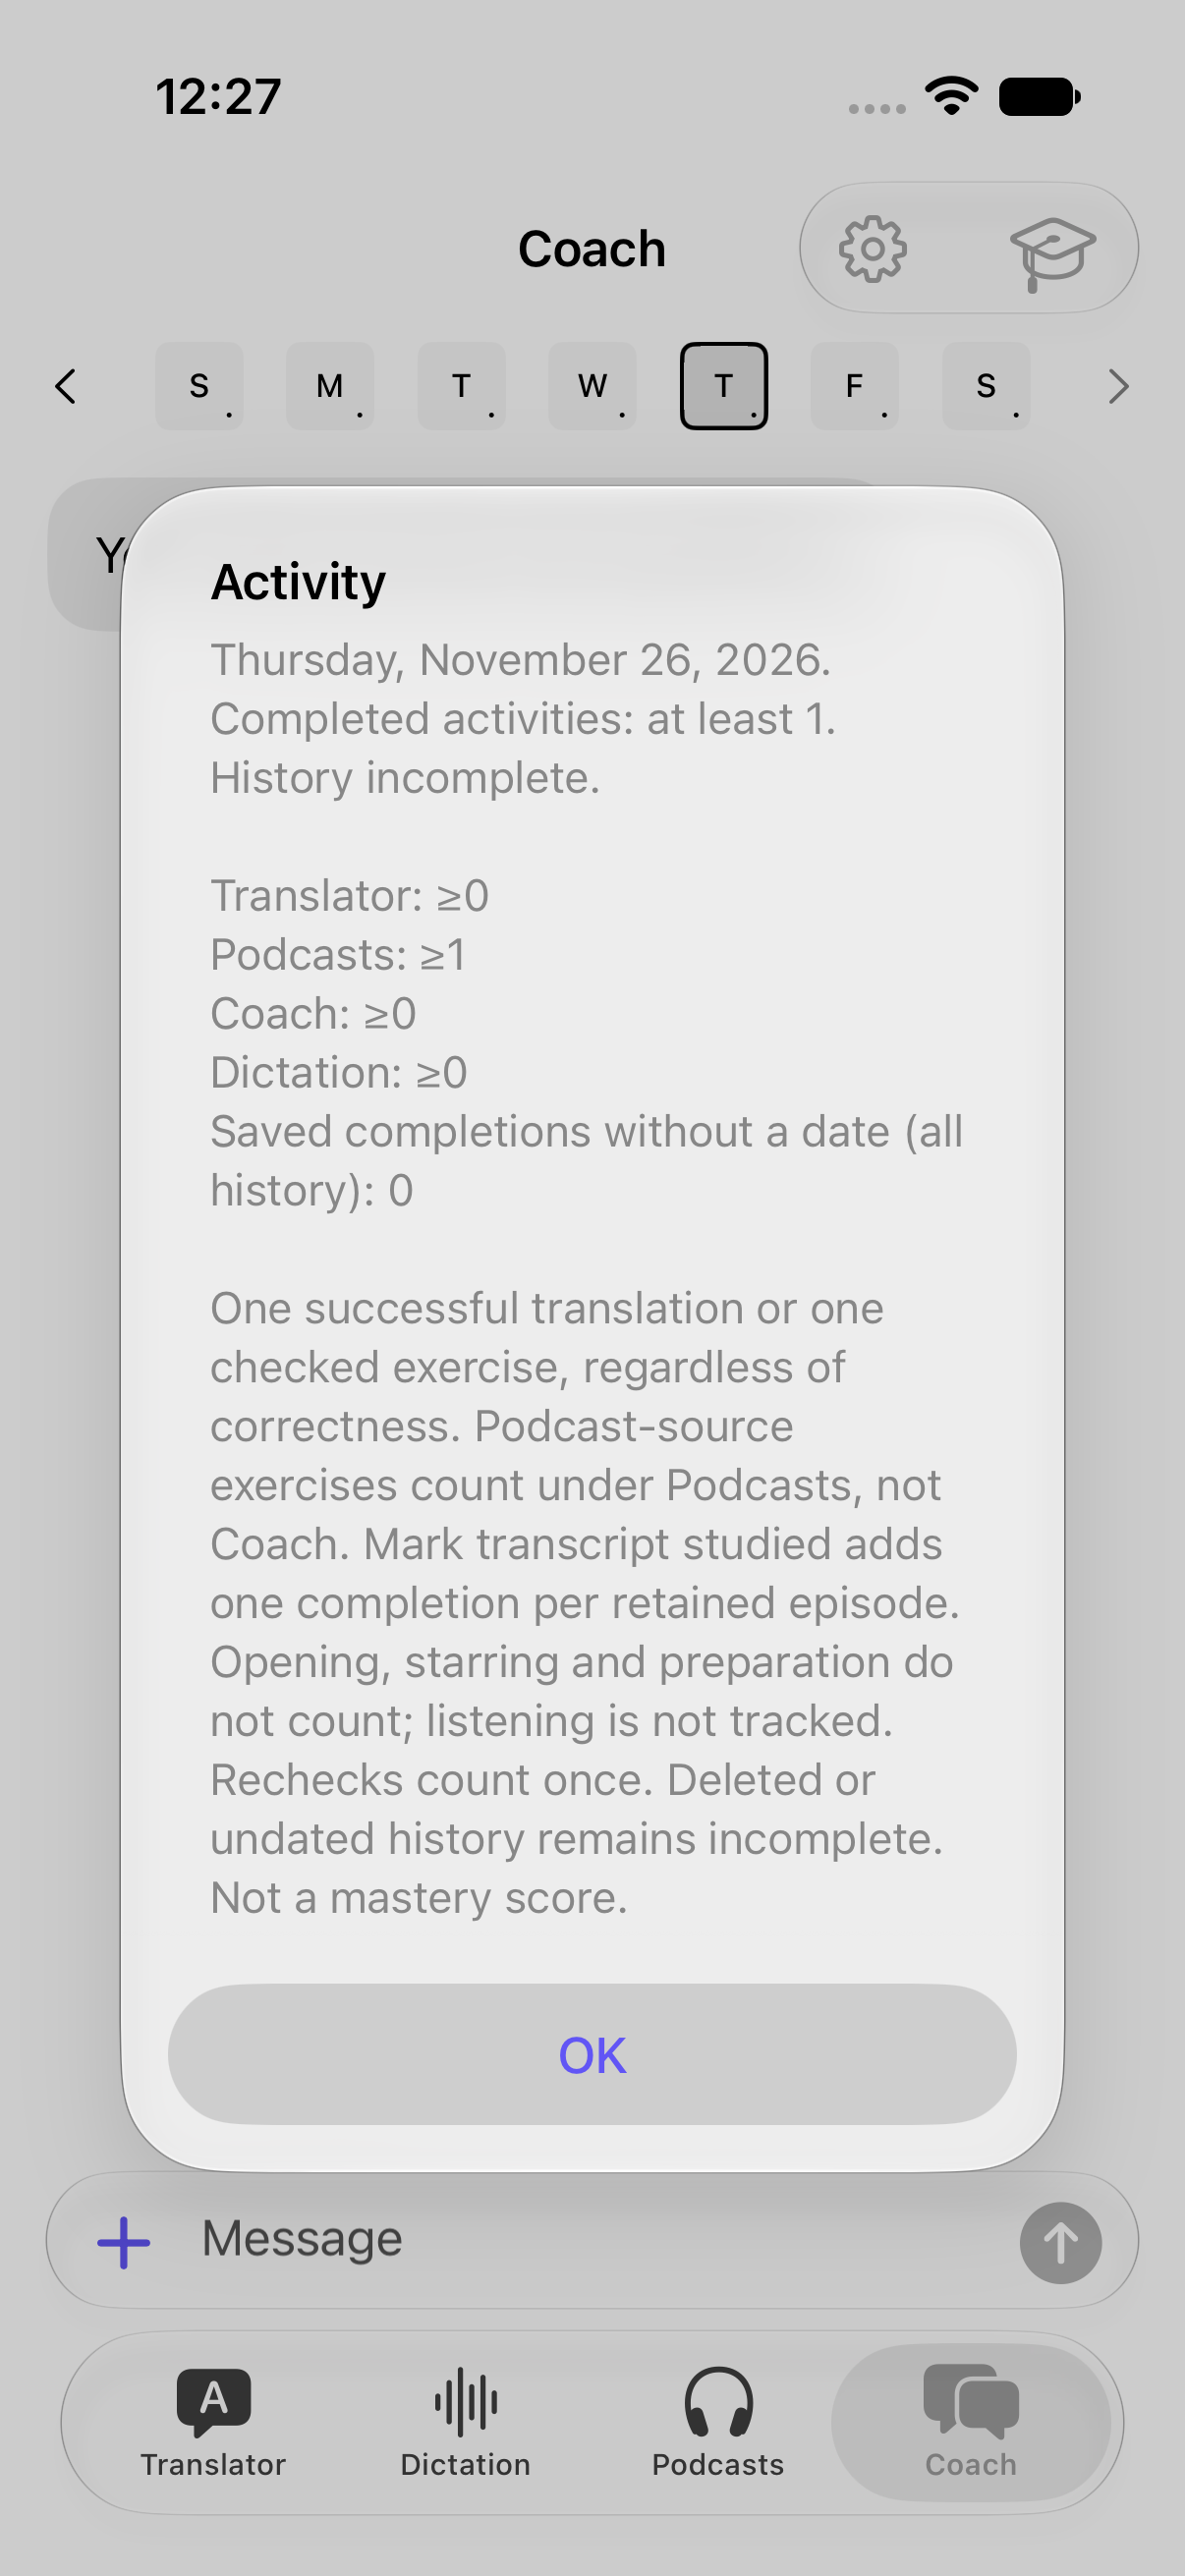 12:27
Coach
S M T W T F S
Activity
Thursday, November 26, 2026.
Completed activities: at least 1.
History incomplete.
Translator: ≥0
Podcasts: ≥1
Coach: ≥0
Dictation: ≥0
Saved completions without a date (all
history): 0
One successful translation or one
checked exercise, regardless of
correctness. Podcast-source
exercises count under Podcasts, not
Coach. Mark transcript studied adds
one completion per retained episode.
Opening, starring and preparation do
not count; listening is not tracked.
Rechecks count once. Deleted or
undated history remains incomplete.
Not a mastery score.
OK
Message
Translator Dictation Podcasts Coach